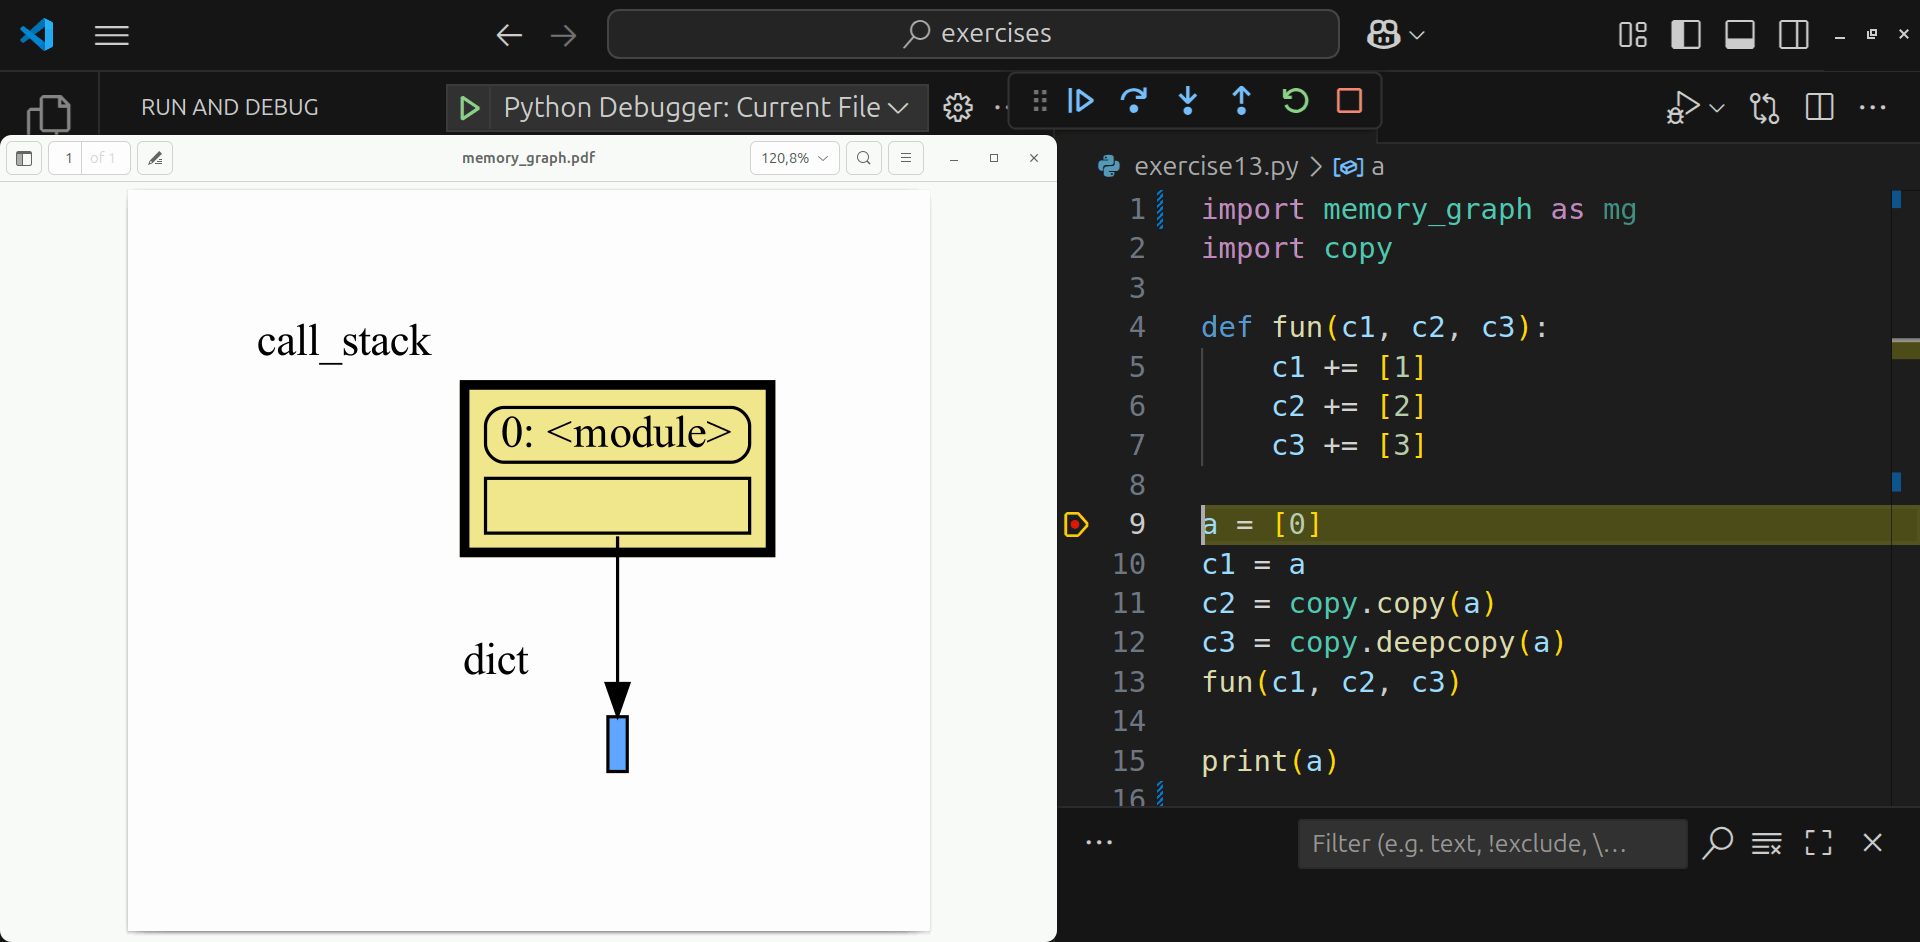 exercises
RUN AND DEBUG
Python Debugger: Current File
1 of 1
memory_graph.pdf
120,8%
call_stack
0: <module>
dict
exercise13.py > a
1 import memory_graph as mg
2 import copy
3
4 def fun(c1, c2, c3):
5 c1 += [1]
6 c2 += [2]
7 c3 += [3]
8
9 a = [0]
10 c1 = a
11 c2 = copy.copy(a)
12 c3 = copy.deepcopy(a)
13 fun(c1, c2, c3)
14
15 print(a)
16
Filter (e.g. text, !exclude, \...